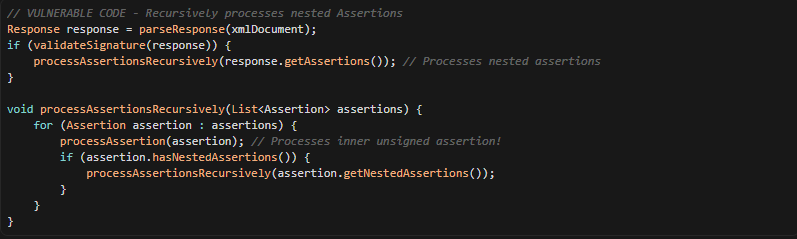 // VULNERABLE CODE - Recursively processes nested Assertions
Response response = parseResponse(xmlDocument);
if (validateSignature(response)) {
    processAssertionsRecursively(response.getAssertions()); // Processes nested assertions
}

void processAssertionsRecursively(List<Assertion> assertions) {
    for (Assertion assertion : assertions) {
        processAssertion(assertion); // Processes inner unsigned assertion!
        if (assertion.hasNestedAssertions()) {
            processAssertionsRecursively(assertion.getNestedAssertions());
        }
    }
}